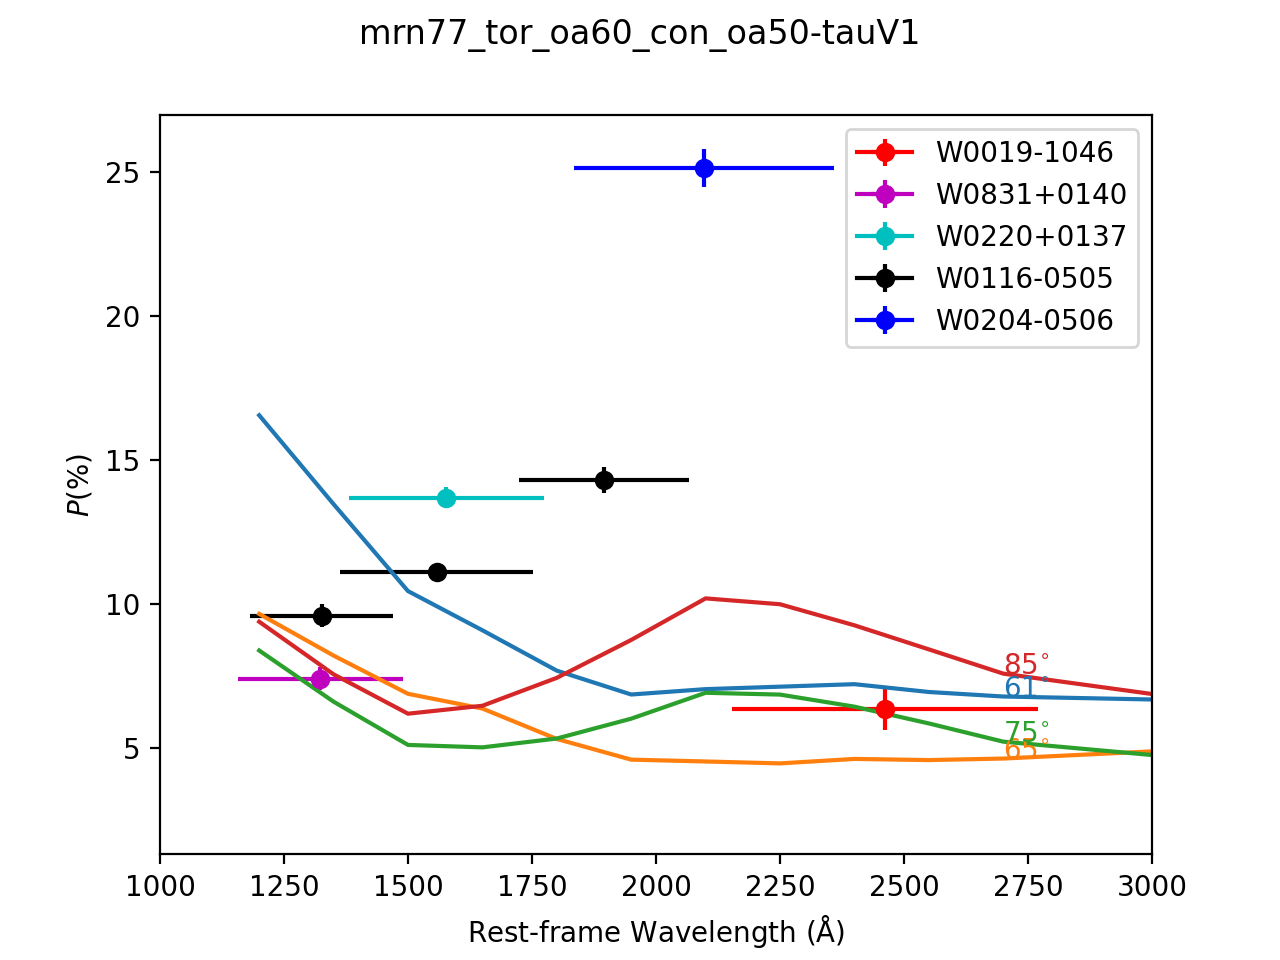 mrn77_tor_oa60_con_oa50-tauV1
25
20
15
10
5
P(%)
W0019-1046
W0831+0140
W0220+0137
W0116-0505
W0204-0506
85°
61°
75°
65°
1000 1250 1500 1750 2000 2250 2500 2750 3000
Rest-frame Wavelength (Å)